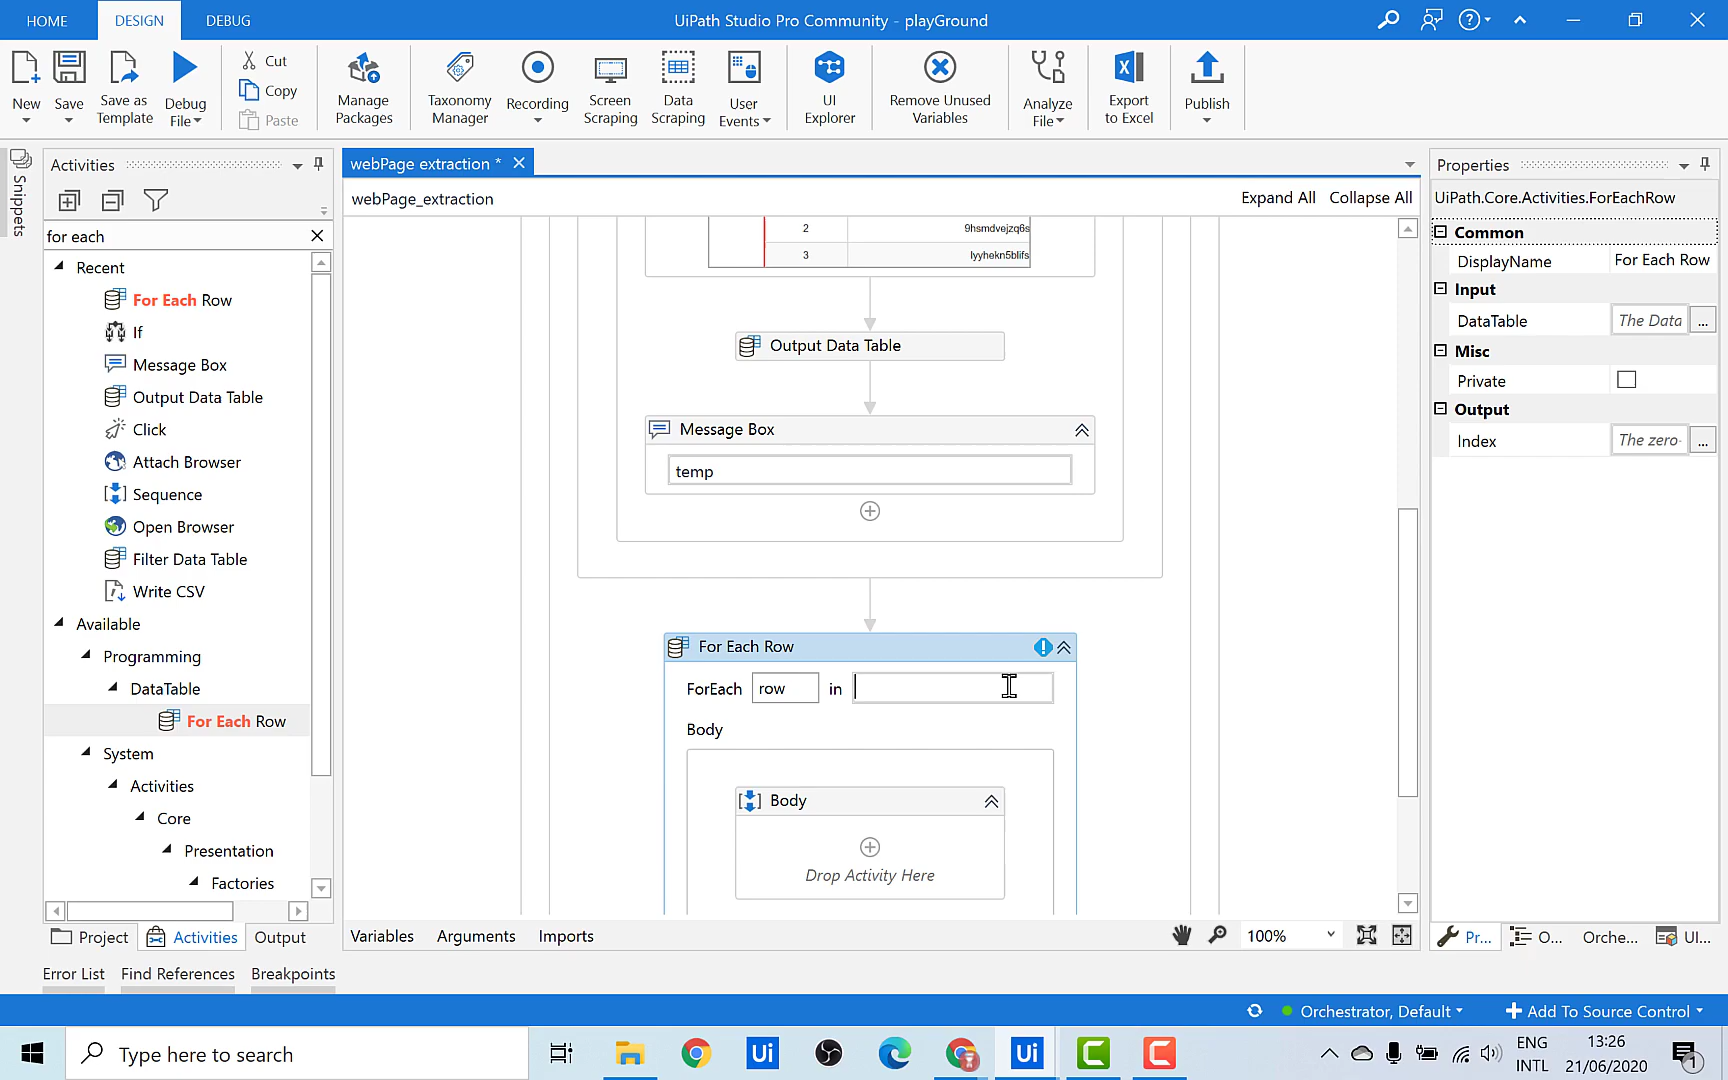 HOME DESIGN DEBUG UiPath Studio Pro Community - playGround
New Save Save as Template Debug File Cut Copy Paste Manage Packages Taxonomy Manager Recording Screen Scraping Data Scraping User Events UI Explorer Remove Unused Variables Analyze File Export to Excel Publish
Snippets
Activities
for each
Recent
For Each Row
If
Message Box
Output Data Table
Click
Attach Browser
Sequence
Open Browser
Filter Data Table
Write CSV
Available
Programming
DataTable
For Each Row
System
Activities
Core
Presentation
Factories
Project Activities Output
webPage extraction *
webPage_extraction Expand All Collapse All
2 9hsmdvejzq6s
3 lyyhekn5blifs
Output Data Table
Message Box
temp
For Each Row
ForEach row in
Body
Body
Drop Activity Here
Variables Arguments Imports 100%
Properties
UiPath.Core.Activities.ForEachRow
Common
DisplayName For Each Row
Input
DataTable The Data ...
Misc
Private
Output
Index The zero- ...
Pr... O... Orche... UI...
Error List Find References Breakpoints
Orchestrator, Default Add To Source Control
Type here to search
Ui Ui
ENG
INTL
13:26
21/06/2020
1